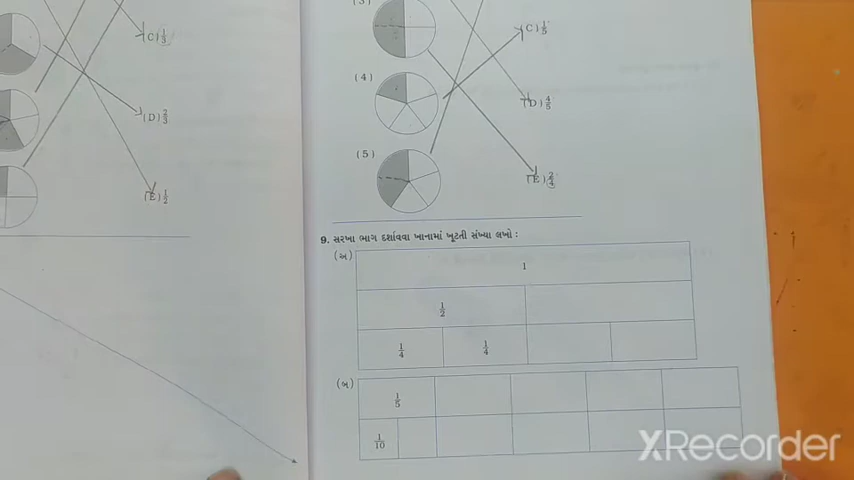 (C) 1/3
(D) 2/3
(E) 1/2
(3)
(C) 1/5
(4)
(D) 4/5
(5)
(E) 2/4
9. સરખા ભાગ દર્શાવવા ખાનામાં ખૂટતી સંખ્યા લખો :
(અ)
1
1/2
1/4 1/4
(બ)
1/5
1/10
XRecorder